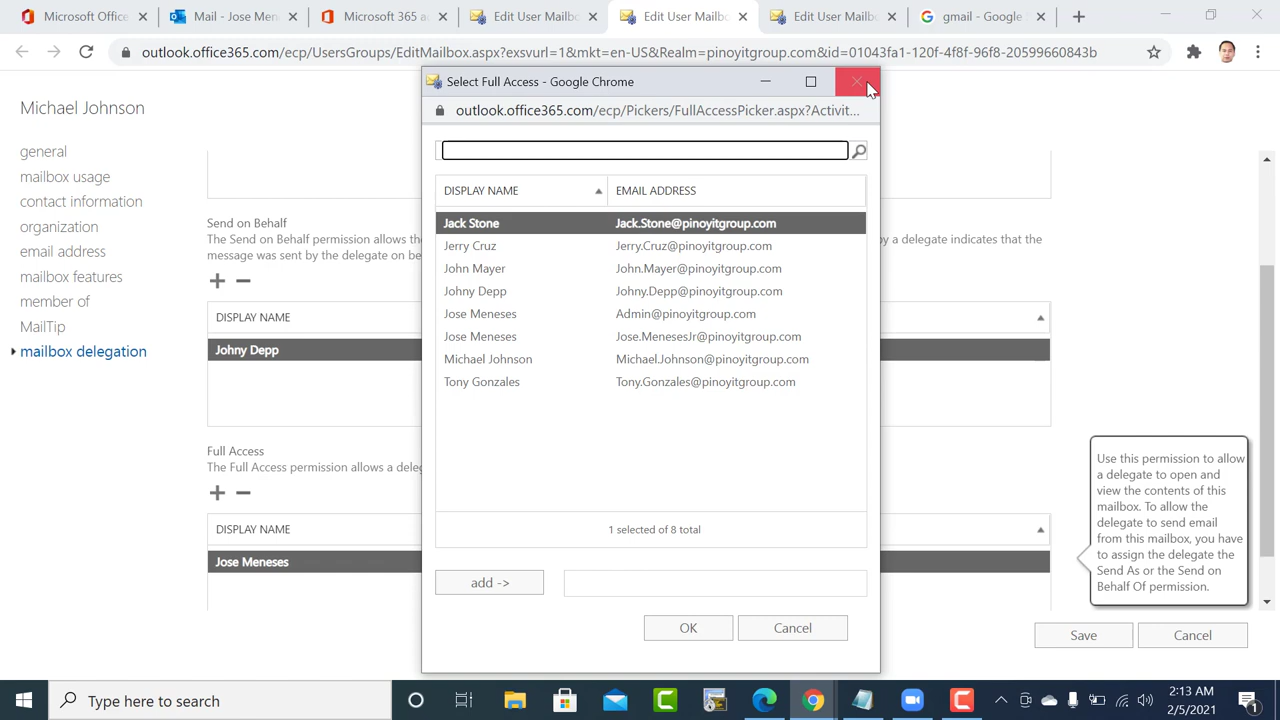 Microsoft Office
Mail - Jose Men
Microsoft 365 a
Edit User Mailbo
Edit User Mailbo
Edit User Mailbo
gmail - Google
outlook.office365.com/ecp/UsersGroups/EditMailbox.aspx?exsvurl=1&mkt=en-US&Realm=pinoyitgroup.com&id=01043fa1-120f-4f8f-96f8-20599660843b
Select Full Access - Google Chrome
outlook.office365.com/ecp/Pickers/FullAccessPicker.aspx?Activit...
Michael Johnson
general
mailbox usage
contact information
organization
email address
mailbox features
member of
MailTip
mailbox delegation
Send on Behalf
The Send on Behalf permission allows the
message was sent by the delegate on be
by a delegate indicates that the
DISPLAY NAME
Johny Depp
Full Access
The Full Access permission allows a deleg
DISPLAY NAME
Jose Meneses
DISPLAY NAME EMAIL ADDRESS
Jack Stone Jack.Stone@pinoyitgroup.com
Jerry Cruz Jerry.Cruz@pinoyitgroup.com
John Mayer John.Mayer@pinoyitgroup.com
Johny Depp Johny.Depp@pinoyitgroup.com
Jose Meneses Admin@pinoyitgroup.com
Jose Meneses Jose.MenesesJr@pinoyitgroup.com
Michael Johnson Michael.Johnson@pinoyitgroup.com
Tony Gonzales Tony.Gonzales@pinoyitgroup.com
1 selected of 8 total
add ->
OK Cancel
Use this permission to allow
a delegate to open and
view the contents of this
mailbox. To allow the
delegate to send email
from this mailbox, you have
to assign the delegate the
Send As or the Send on
Behalf Of permission.
Save Cancel
Type here to search
2:13 AM
2/5/2021
1